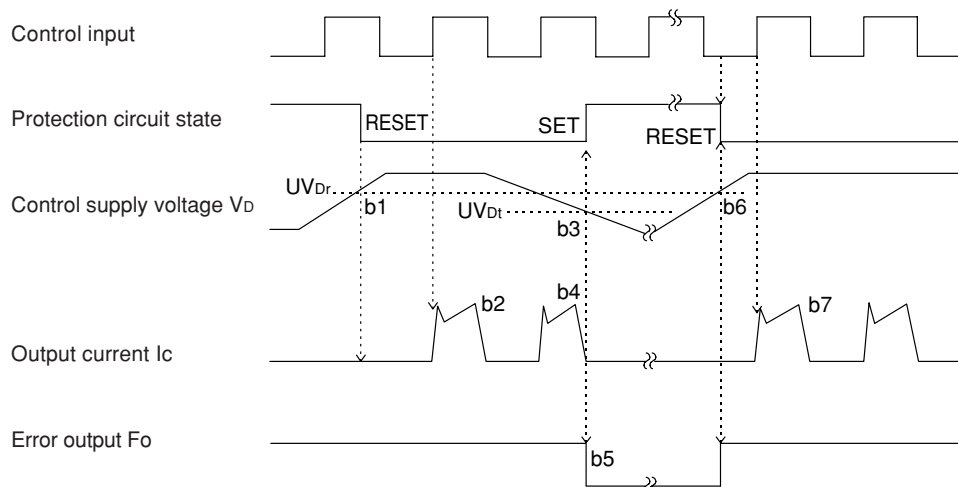 Control input
Protection circuit state
RESET
SET
RESET
Control supply voltage VD
UVDr
b1
UVDt
b3
b6
b2
b4
b7
Output current Ic
Error output Fo
b5